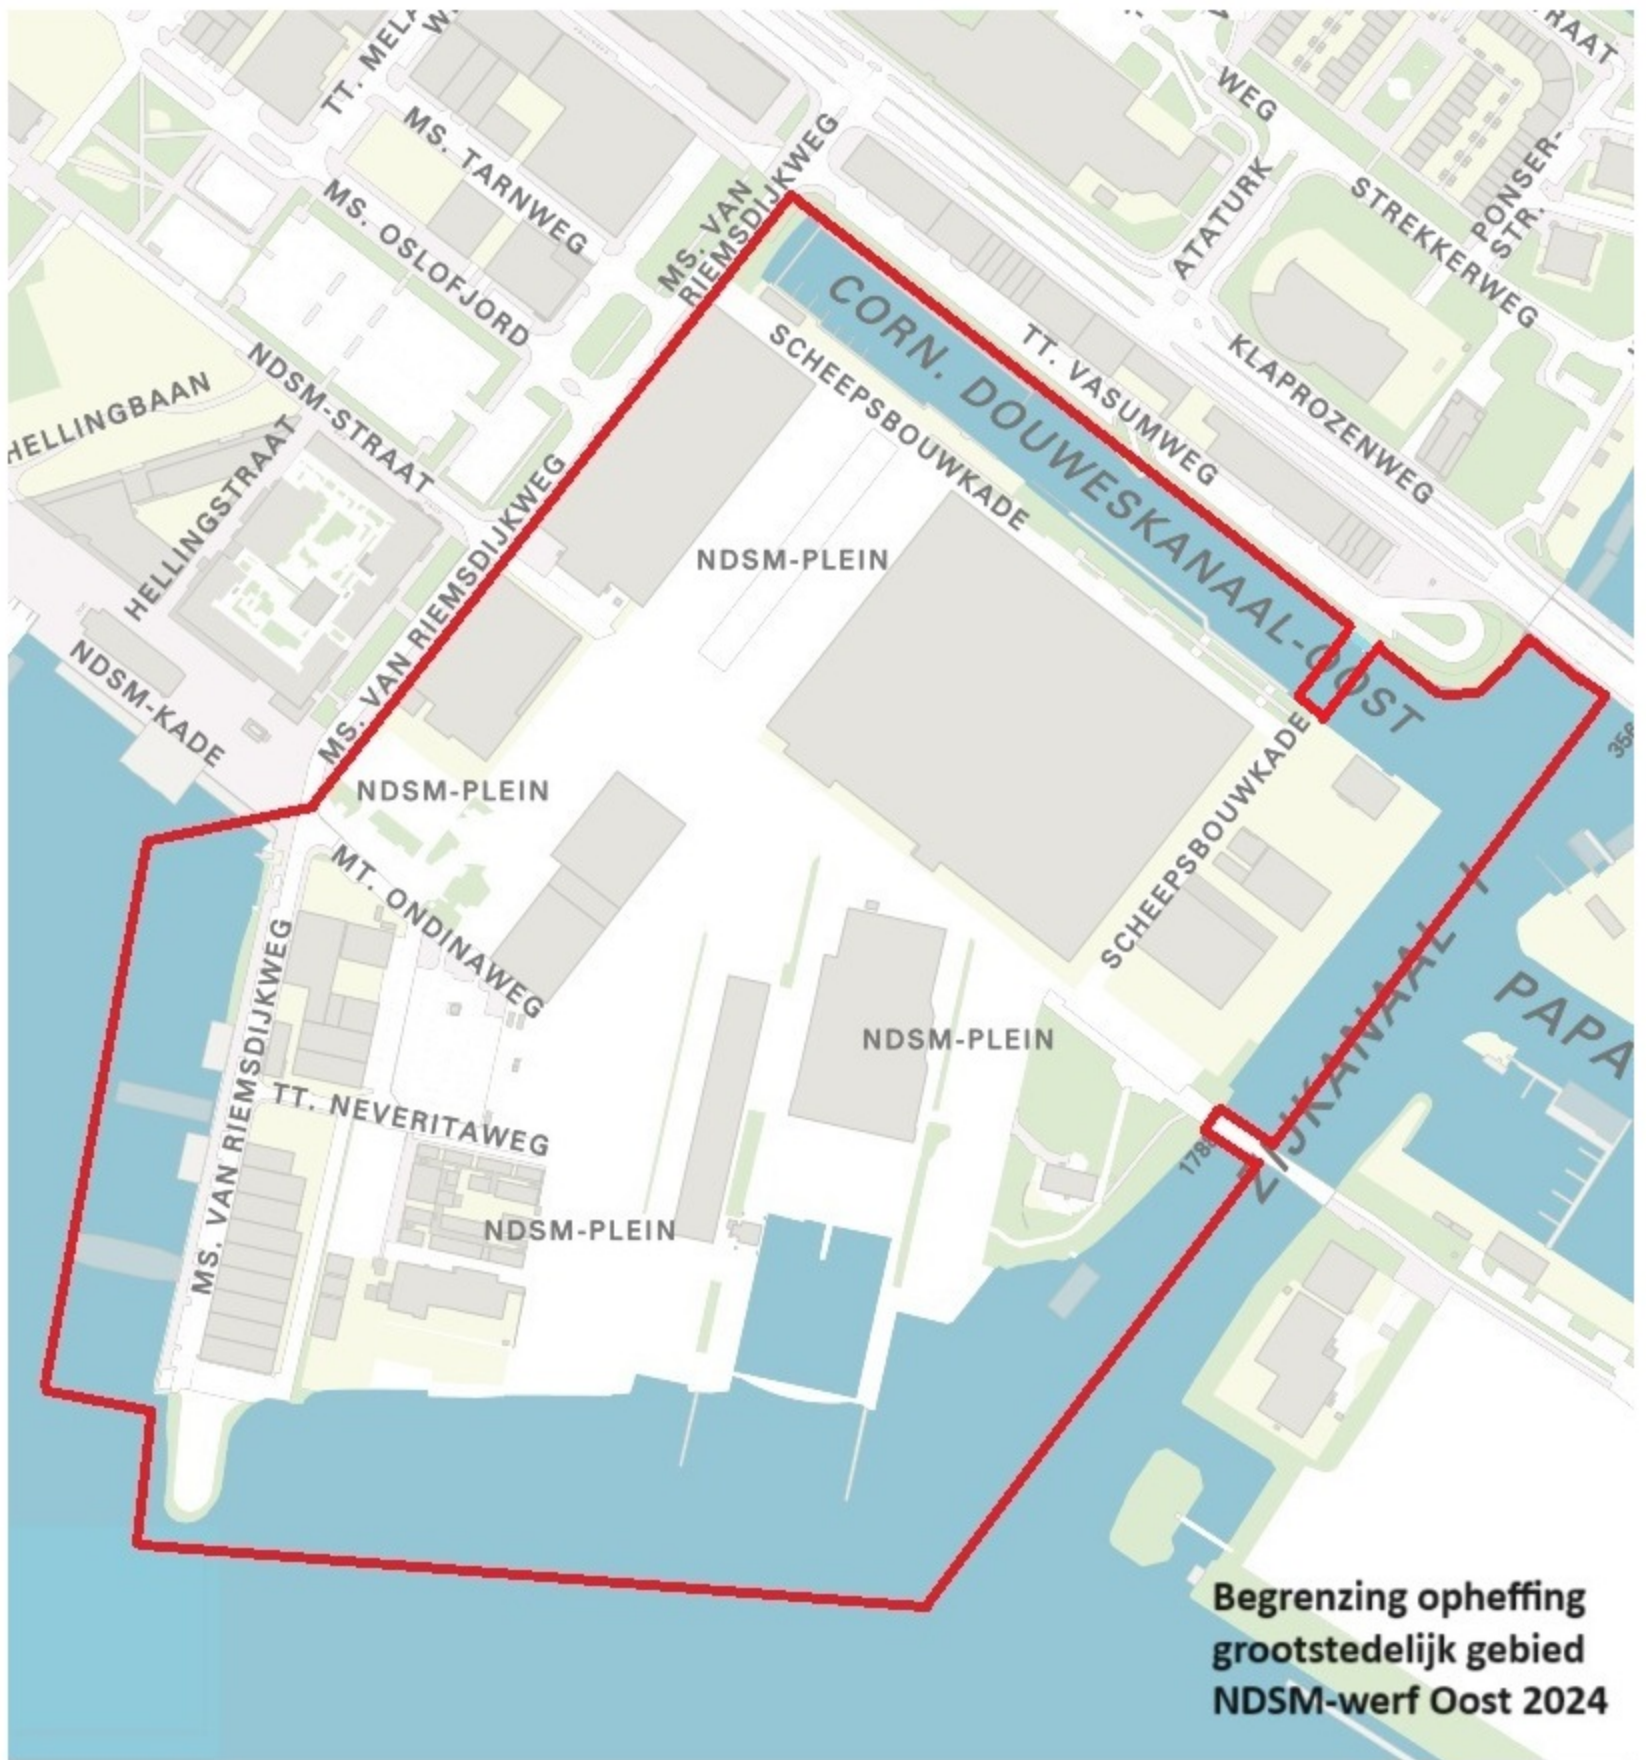 TT. MELA
MS. TARNWEG
MS. OSLOFJORD
MS. VAN
RIEMSDIJKWEG
WEG
RAAT
PONSER-
STR.
STREKKERWEG
ATATURK
KLAPROZENWEG
TT. VASUMWEG
CORN. DOUWESKANAAL-OOST
SCHEEPSBOUWKADE
NDSM-STRAAT
HELLINGBAAN
HELLINGSTRAAT
MS. VAN RIEMSDIJKWEG
NDSM-KADE
NDSM-PLEIN
NDSM-PLEIN
SCHEEPSBOUWKADE
356
MT. ONDINAWEG
MS. VAN RIEMSDIJKWEG
NDSM-PLEIN
ZIJKANAAL I
PAPA
TT. NEVERITAWEG
NDSM-PLEIN
Begrenzing opheffing
grootstedelijk gebied
NDSM-werf Oost 2024